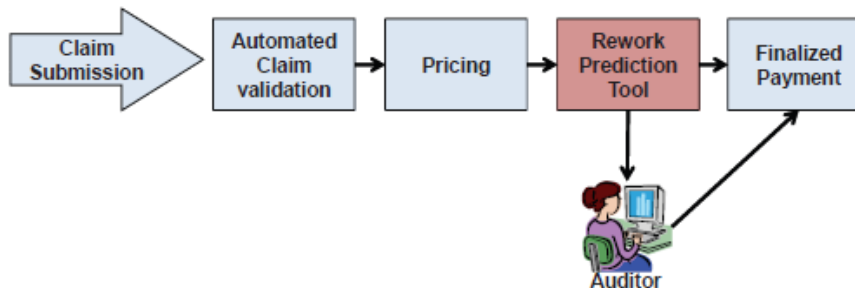 Claim
Submission
Automated
Claim
validation
Pricing
Rework
Prediction
Tool
Finalized
Payment
Auditor